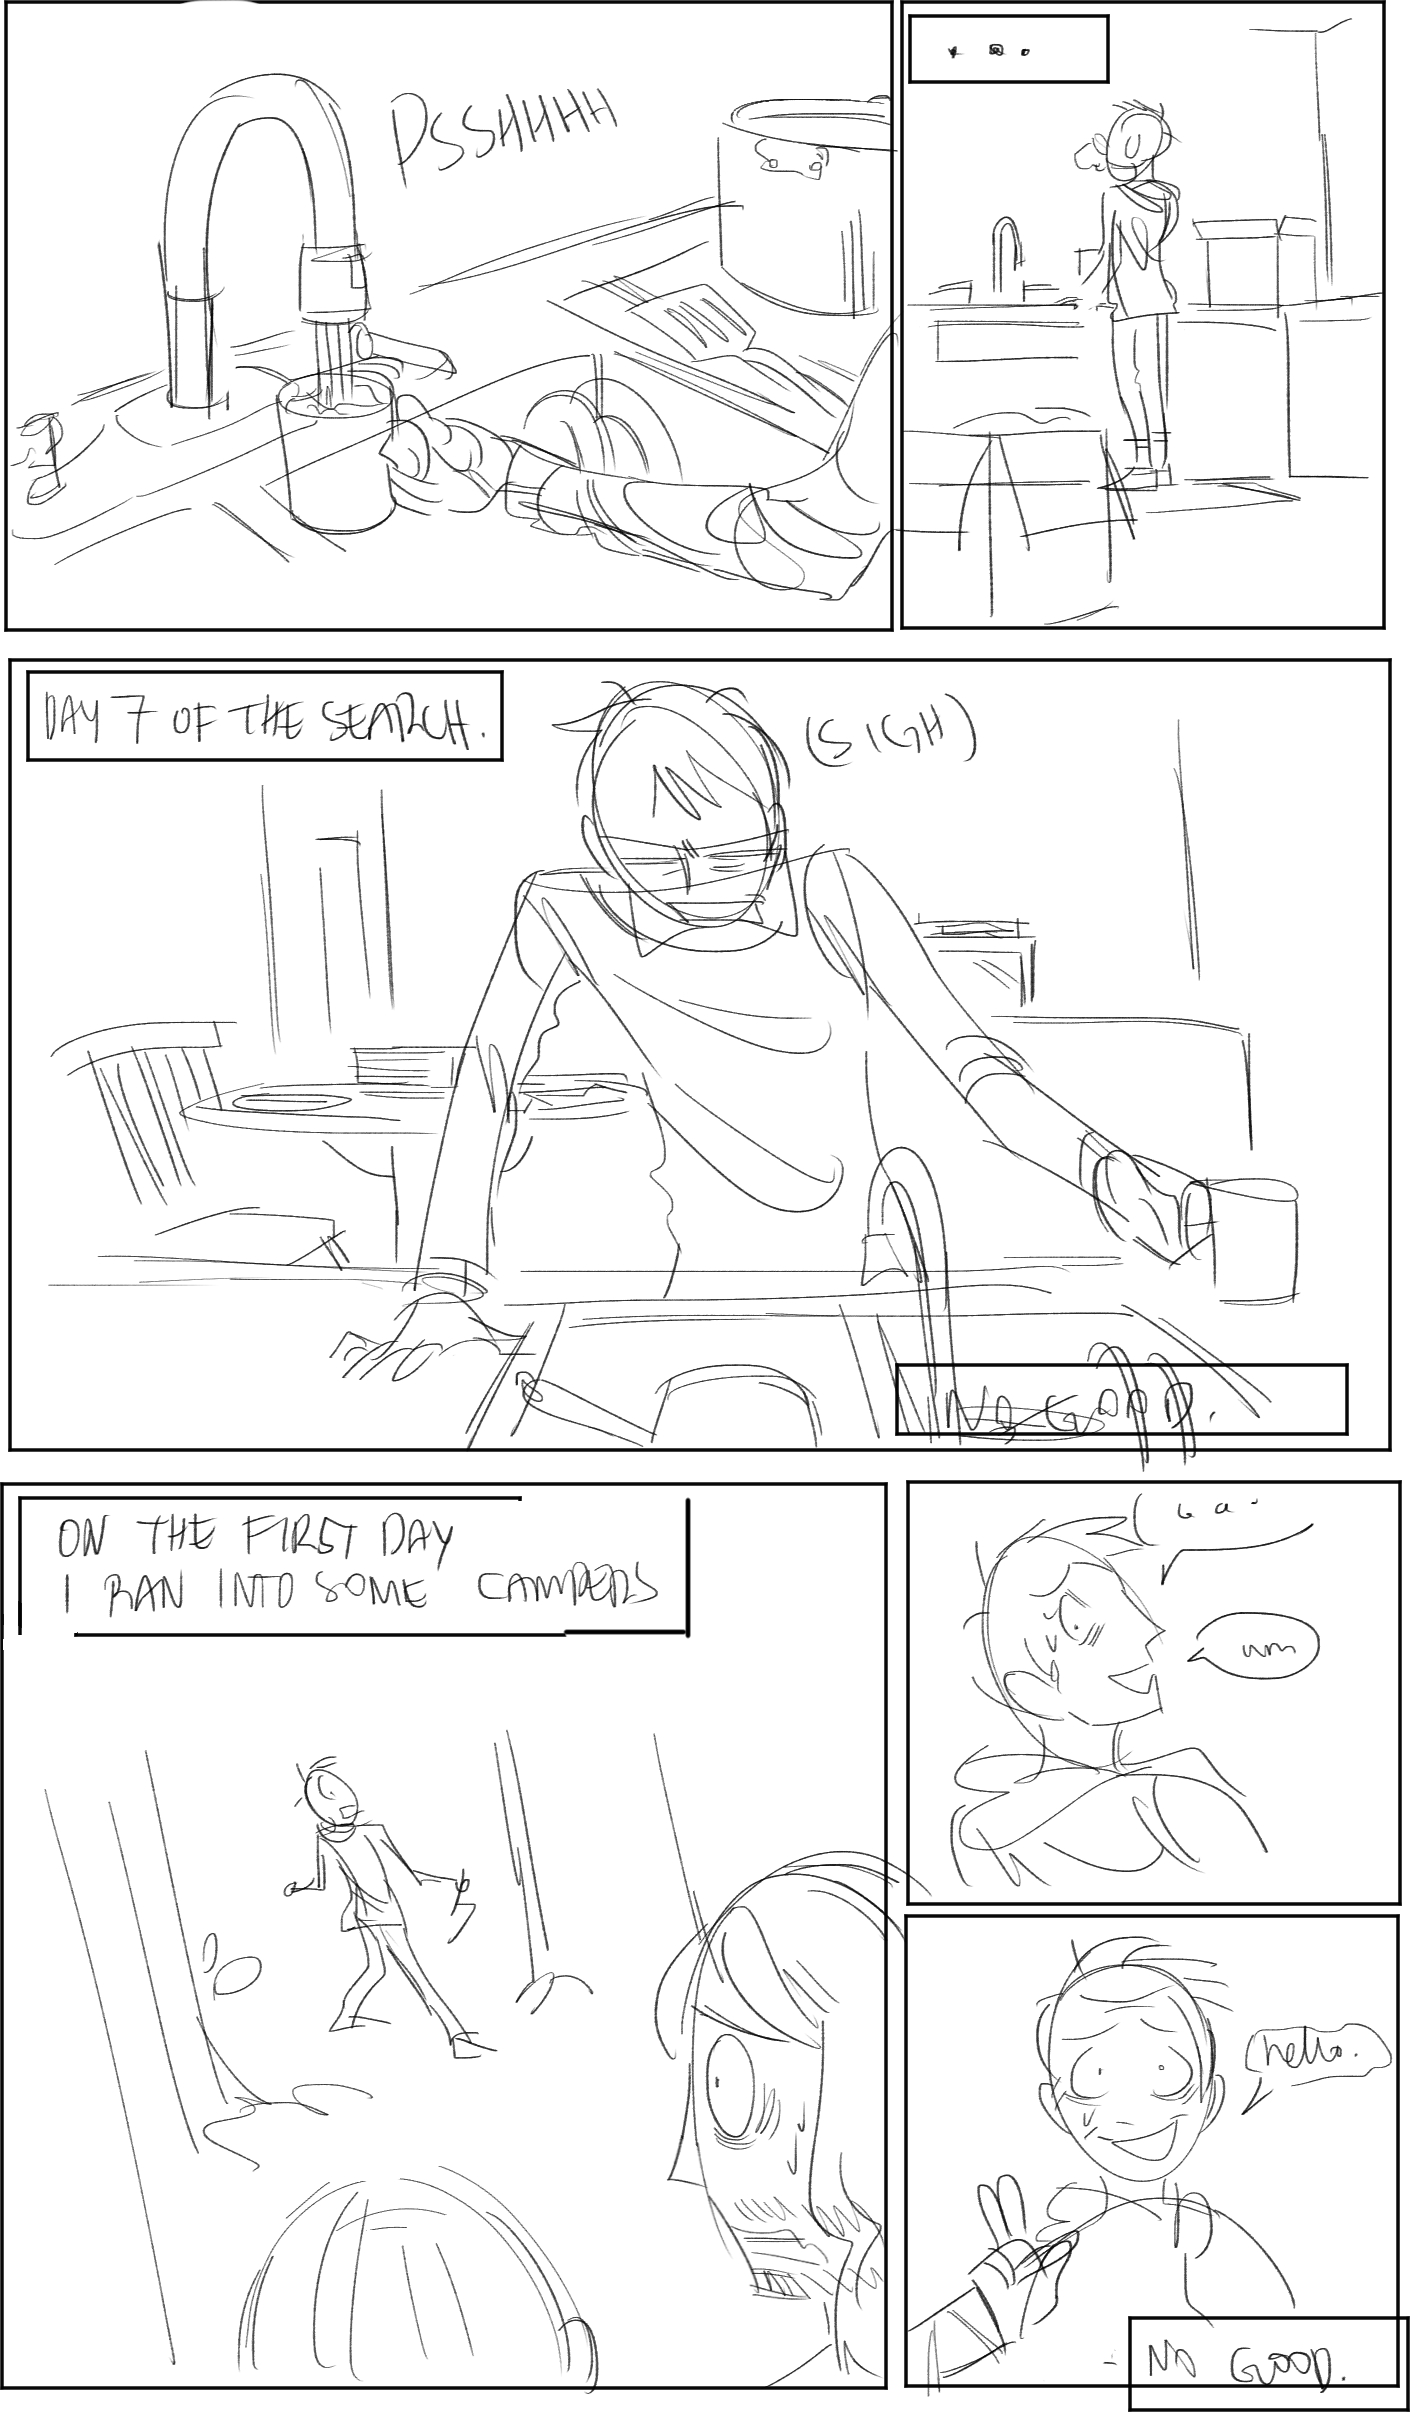 PSSHHHH
...
DAY 7 OF THE SEARCH.
(SIGH)
NO GOOD.
ON THE FIRST DAY
I RAN INTO SOME CAMPERS
um
hello.
NO GOOD.